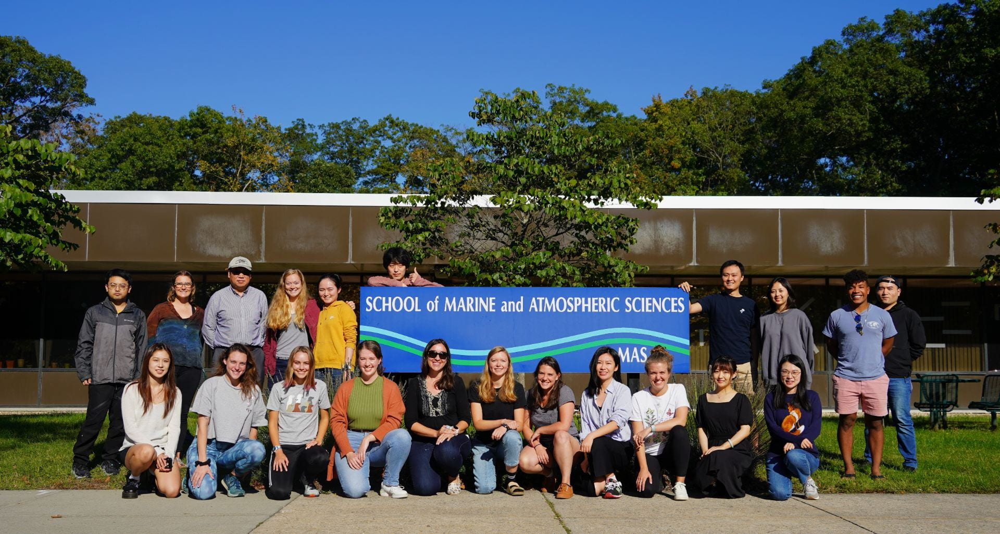 SCHOOL of MARINE and ATMOSPHERIC SCIENCES
MAS